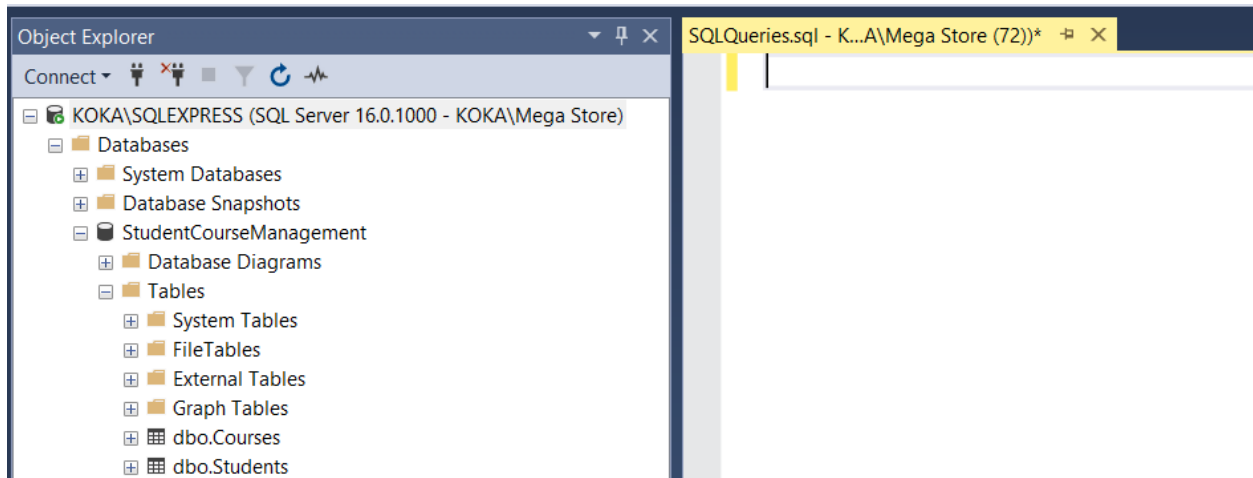 Object Explorer
Connect
KOKA\SQLEXPRESS (SQL Server 16.0.1000 - KOKA\Mega Store)
Databases
System Databases
Database Snapshots
StudentCourseManagement
Database Diagrams
Tables
System Tables
FileTables
External Tables
Graph Tables
dbo.Courses
dbo.Students
SQLQueries.sql - K...A\Mega Store (72))*